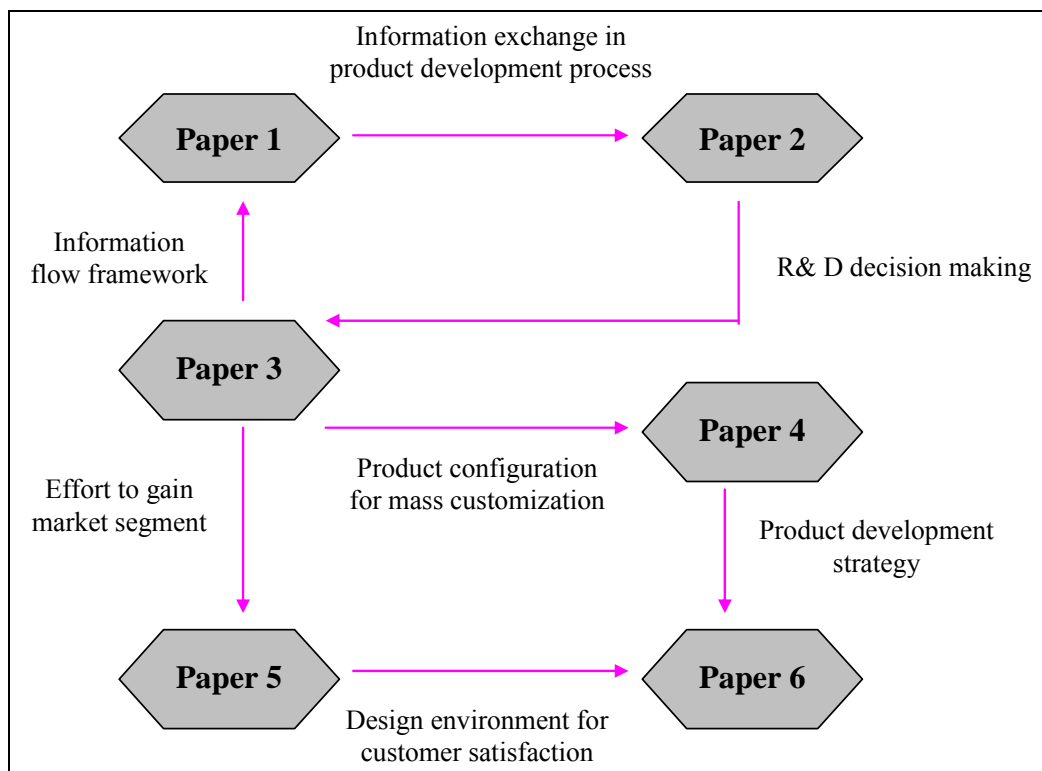 Information exchange in
product development process
Paper 1
Paper 2
Information
flow framework
R& D decision making
Paper 3
Paper 4
Effort to gain
market segment
Product configuration
for mass customization
Product development
strategy
Paper 5
Paper 6
Design environment for
customer satisfaction